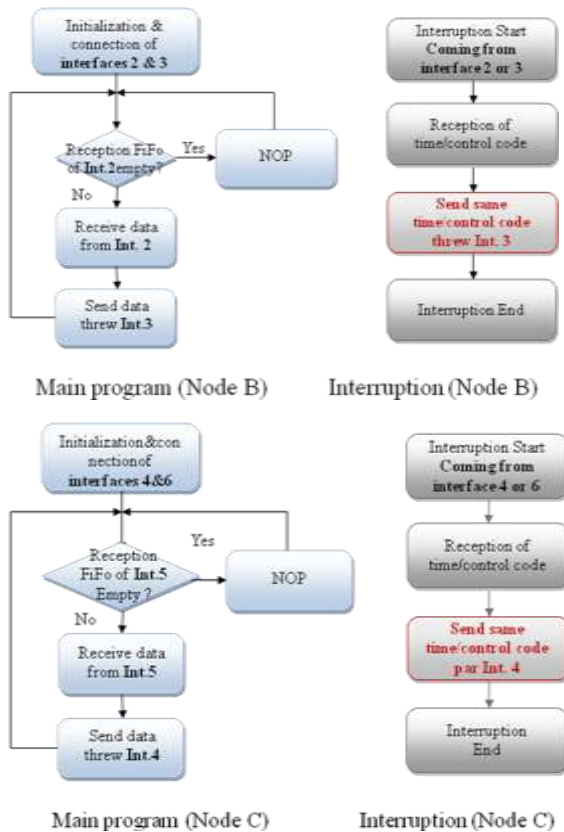 Initialization &
connection of
interfaces 2 & 3
Reception FiFo
of Int.2empty?
Yes
NOP
No
Receive data
from Int. 2
Send data
threw Int.3
Interruption Start
Coming from
interface 2 or 3
Reception of
time/control code
Send same
time/control code
threw Int. 3
Interruption End
Main program (Node B)
Interruption (Node B)
Initialization&con
nection of
interfaces 4&6
Reception
FiFo of Int.5
Empty ?
Yes
NOP
No
Receive data
from Int.5
Send data
threw Int.4
Interruption Start
Coming from
interface 4 or 6
Reception of
time/control code
Send same
time/control code
par Int. 4
Interruption
End
Main program (Node C)
Interruption (Node C)